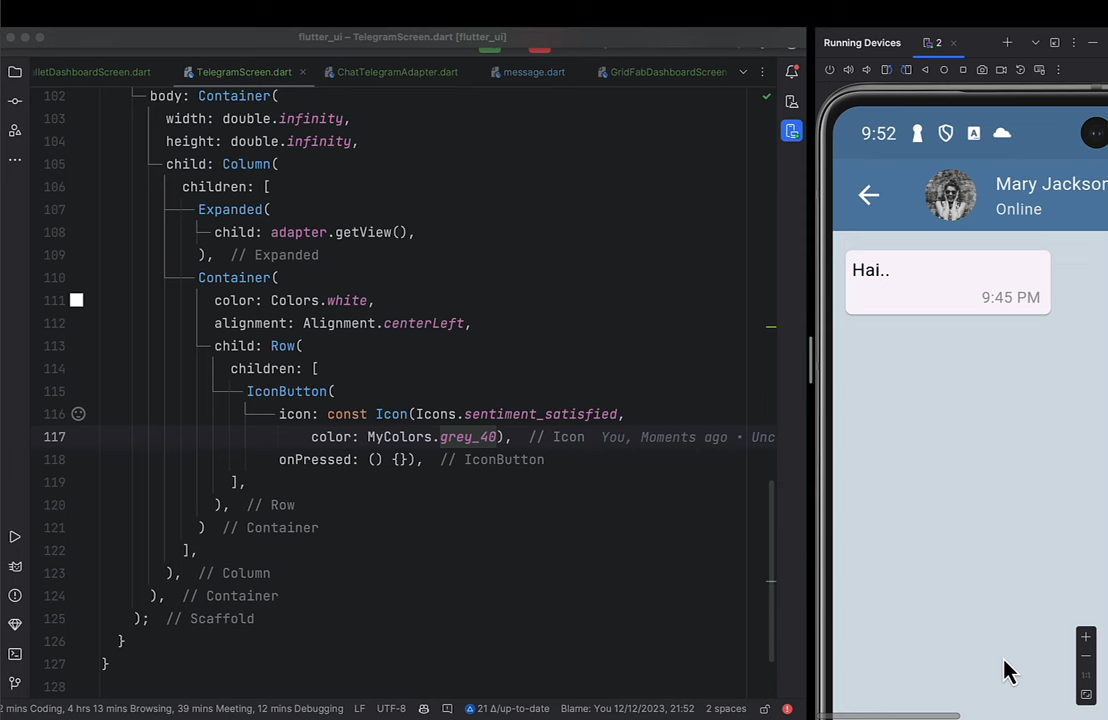 flutter_ui – TelegramScreen.dart [flutter_ui]
Running Devices
2
lletDashboardScreen.dart
TelegramScreen.dart
ChatTelegramAdapter.dart
message.dart
GridFabDashboardScreen
102 body: Container(
103 width: double.infinity,
104 height: double.infinity,
105 child: Column(
106 children: [
107 Expanded(
108 child: adapter.getView(),
109 ), // Expanded
110 Container(
111 color: Colors.white,
112 alignment: Alignment.centerLeft,
113 child: Row(
114 children: [
115 IconButton(
116 icon: const Icon(Icons.sentiment_satisfied,
117 color: MyColors.grey_40), // Icon You, Moments ago • Unc
118 onPressed: () {}), // IconButton
119 ],
120 ), // Row
121 ) // Container
122 ],
123 ), // Column
124 ), // Container
125 ); // Scaffold
126 }
127 }
128
9:52
A
Mary Jackson
Online
Hai..
9:45 PM
1:1
2 mins Coding, 4 hrs 13 mins Browsing, 39 mins Meeting, 12 mins Debugging
LF
UTF-8
21 Δ/up-to-date
Blame: You 12/12/2023, 21:52
2 spaces